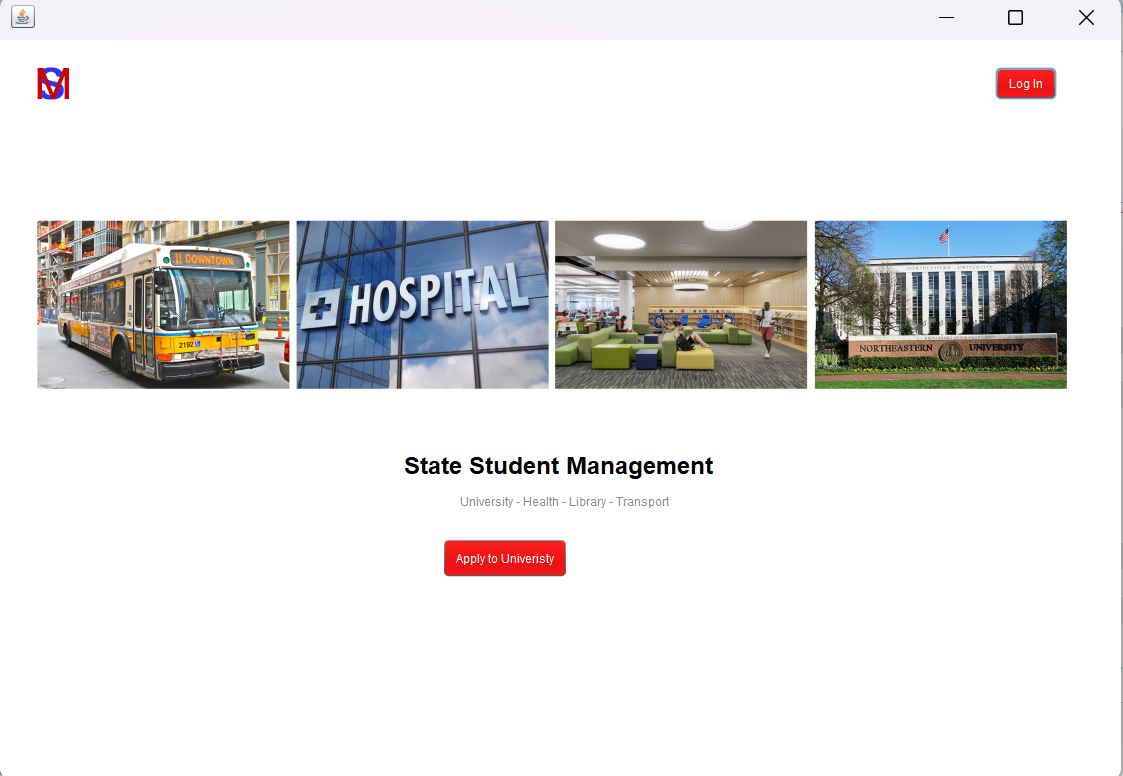 SM
Log In
11 DOWNTOWN
2192
HOSPITAL
NORTHEASTERN UNIVERSITY
NORTHEASTERN UNIVERSITY
State Student Management
University - Health - Library - Transport
Apply to Univeristy